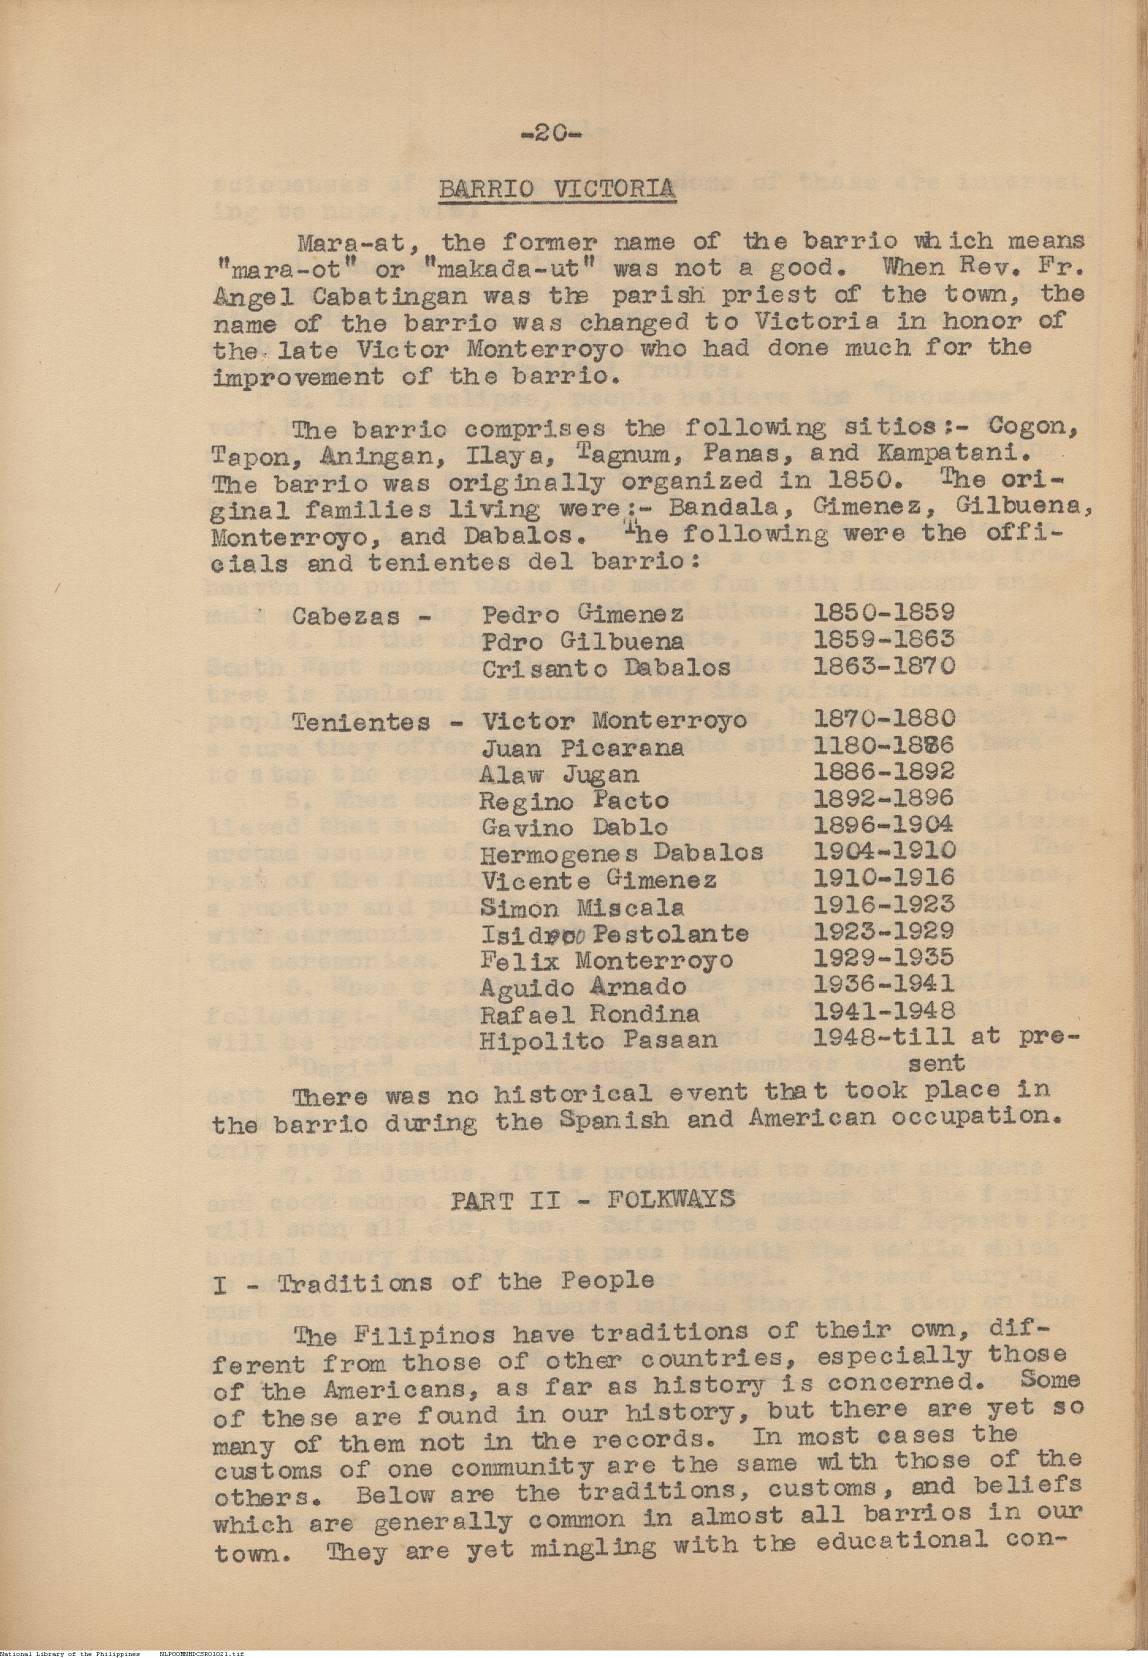 -20-
BARRIO VICTORIA
Mara-at, the former name of the barrio which means
"mara-ot" or "makada-ut" was not a good. When Rev. Fr.
Angel Cabatingan was the parish priest of the town, the
name of the barrio was changed to Victoria in honor of
the late Victor Monterroyo who had done much for the
improvement of the barrio.
The barrio comprises the following sitios:- Cogon,
Tapon, Aningan, Ilaya, Tagnum, Panas, and Kampatani.
The barrio was originally organized in 1850. The ori-
ginal families living were:- Bandala, Gimenez, Gilbuena,
Monterroyo, and Dabalos. The following were the offi-
cials and tenientes del barrio:
Cabezas - Pedro Gimenez 1850-1859
Pdro Gilbuena 1859-1863
Crisanto Dabalos 1863-1870
Tenientes - Victor Monterroyo 1870-1880
Juan Picarana 1180-1886
Alaw Jugan 1886-1892
Regino Pacto 1892-1896
Gavino Dablo 1896-1904
Hermogenes Dabalos 1904-1910
Vicente Gimenez 1910-1916
Simon Miscala 1916-1923
Isidro Pestolante 1923-1929
Felix Monterroyo 1929-1935
Aguido Arnado 1936-1941
Rafael Rondina 1941-1948
Hipolito Pasaan 1948-till at pre-
sent
There was no historical event that took place in
the barrio during the Spanish and American occupation.
PART II - FOLKWAYS
I - Traditions of the People
The Filipinos have traditions of their own, dif-
ferent from those of other countries, especially those
of the Americans, as far as history is concerned. Some
of these are found in our history, but there are yet so
many of them not in the records. In most cases the
customs of one community are the same with those of the
others. Below are the traditions, customs, and beliefs
which are generally common in almost all barrios in our
town. They are yet mingling with the educational con-
National Library of the Philippines